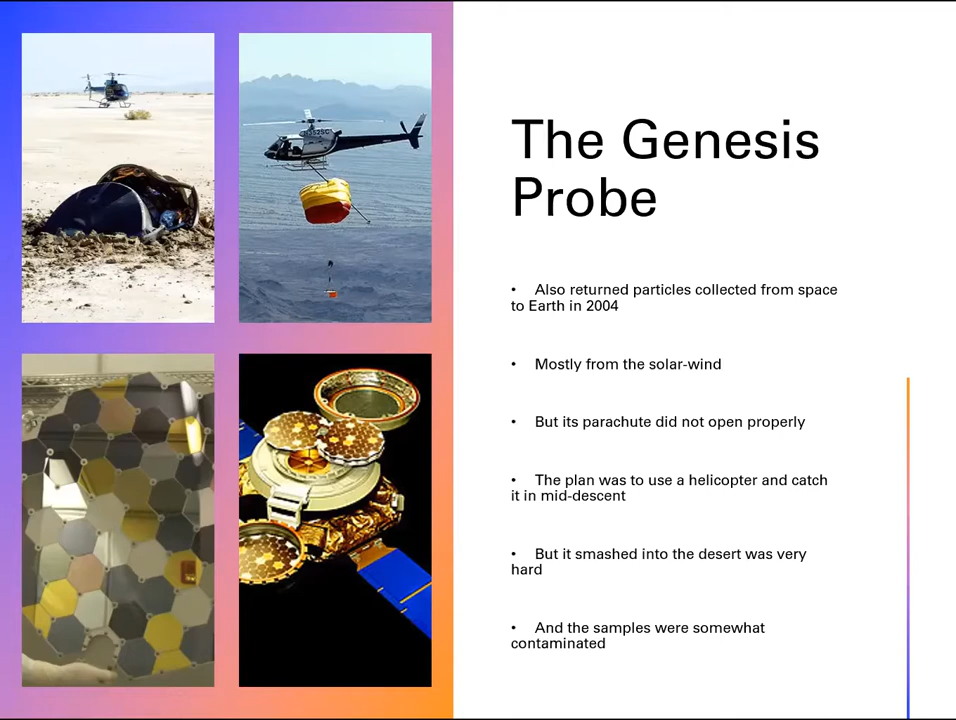 N352SC
The Genesis
Probe
• Also returned particles collected from space
to Earth in 2004
• Mostly from the solar-wind
• But its parachute did not open properly
• The plan was to use a helicopter and catch
it in mid-descent
• But it smashed into the desert was very
hard
• And the samples were somewhat
contaminated